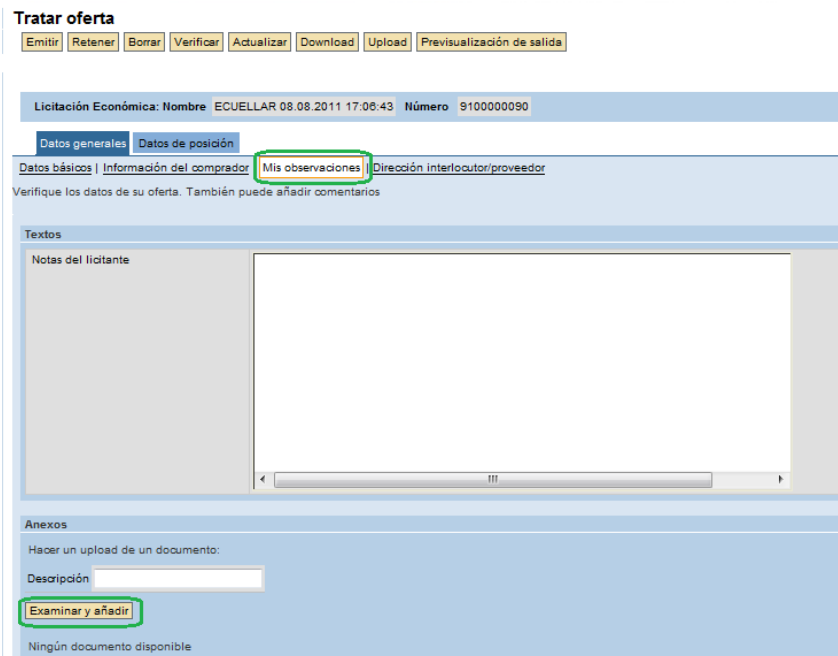 Tratar oferta
Emitir Retener Borrar Verificar Actualizar Download Upload Previsualización de salida
Licitación Económica: Nombre ECUELLAR 08.08.2011 17:06:43 Número 9100000090
Datos generales Datos de posición
Datos básicos | Información del comprador | Mis observaciones | Dirección interlocutor/proveedor
Verifique los datos de su oferta. También puede añadir comentarios
Textos
Notas del licitante
Anexos
Hacer un upload de un documento:
Descripción
Examinar y añadir
Ningún documento disponible